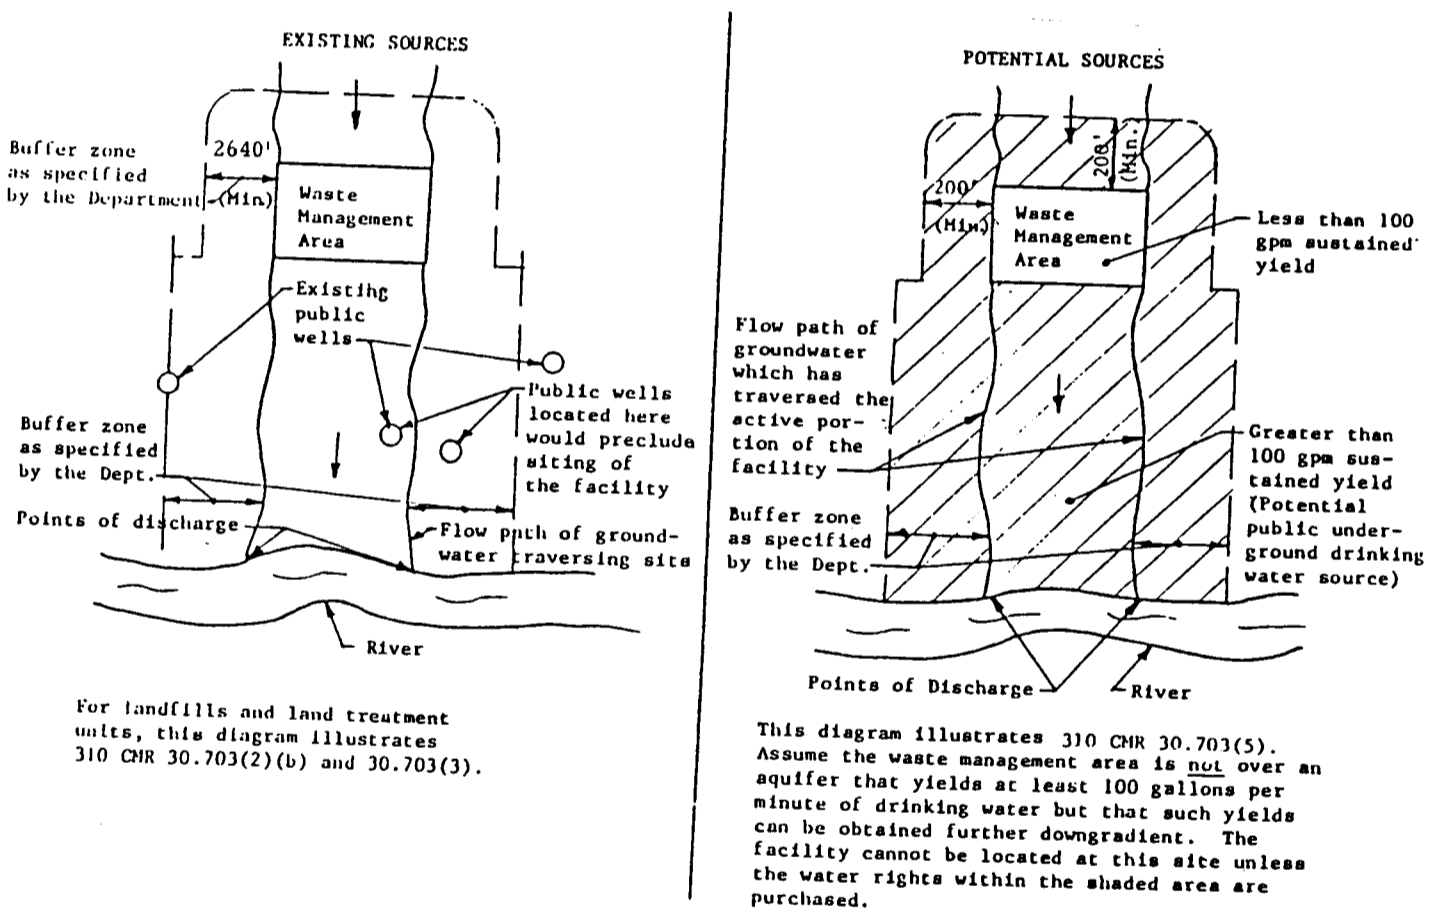 EXISTING SOURCES
Buffer zone
as specified
by the Department
2640'
(Min)
Waste
Management
Area
Existing
public
wells
Public wells
located here
would preclude
siting of
the facility
Buffer zone
as specified
by the Dept.
Points of discharge
Flow path of ground-
water traversing site
River
For landfills and land treatment
units, this diagram illustrates
310 CMR 30.703(2)(b) and 30.703(3).
POTENTIAL SOURCES
200'
(Min.)
200'
(Min.)
Waste
Management
Area
Less than 100
gpm sustained
yield
Flow path of
groundwater
which has
traversed the
active por-
tion of the
facility
Greater than
100 gpm sus-
tained yield
(Potential
public under-
ground drinking
water source)
Buffer zone
as specified
by the Dept.
Points of Discharge
River
This diagram illustrates 310 CMR 30.703(5).
Assume the waste management area is not over an
aquifer that yields at least 100 gallons per
minute of drinking water but that such yields
can be obtained further downgradient. The
facility cannot be located at this site unless
the water rights within the shaded area are
purchased.